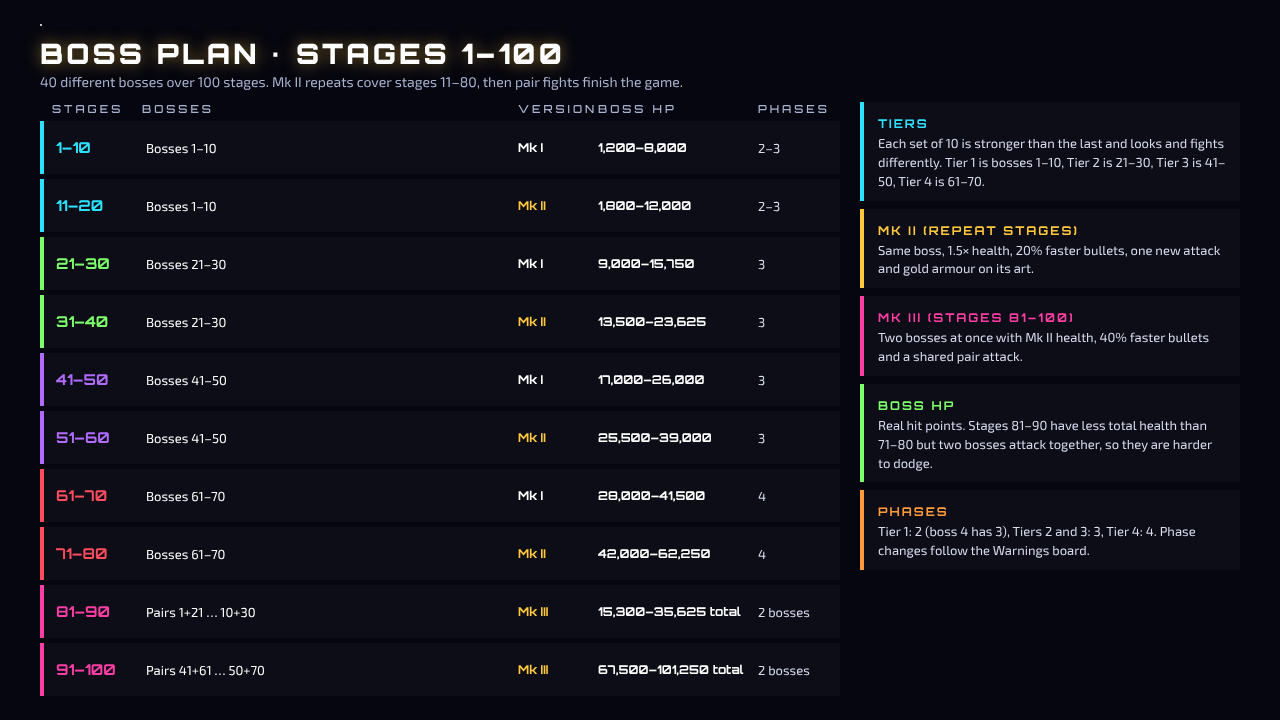 BOSS PLAN · STAGES 1–100
40 different bosses over 100 stages. Mk II repeats cover stages 11–80, then pair fights finish the game.
STAGES BOSSES VERSION BOSS HP PHASES
1–10 Bosses 1–10 Mk I 1,200–8,000 2–3
11–20 Bosses 1–10 Mk II 1,800–12,000 2–3
21–30 Bosses 21–30 Mk I 9,000–15,750 3
31–40 Bosses 21–30 Mk II 13,500–23,625 3
41–50 Bosses 41–50 Mk I 17,000–26,000 3
51–60 Bosses 41–50 Mk II 25,500–39,000 3
61–70 Bosses 61–70 Mk I 28,000–41,500 4
71–80 Bosses 61–70 Mk II 42,000–62,250 4
81–90 Pairs 1+21 … 10+30 Mk III 15,300–35,625 total 2 bosses
91–100 Pairs 41+61 … 50+70 Mk III 67,500–101,250 total 2 bosses
TIERS
Each set of 10 is stronger than the last and looks and fights
differently. Tier 1 is bosses 1–10, Tier 2 is 21–30, Tier 3 is 41–
50, Tier 4 is 61–70.
MK II (REPEAT STAGES)
Same boss, 1.5× health, 20% faster bullets, one new attack
and gold armour on its art.
MK III (STAGES 81–100)
Two bosses at once with Mk II health, 40% faster bullets
and a shared pair attack.
BOSS HP
Real hit points. Stages 81–90 have less total health than
71–80 but two bosses attack together, so they are harder
to dodge.
PHASES
Tier 1: 2 (boss 4 has 3), Tiers 2 and 3: 3, Tier 4: 4. Phase
changes follow the Warnings board.